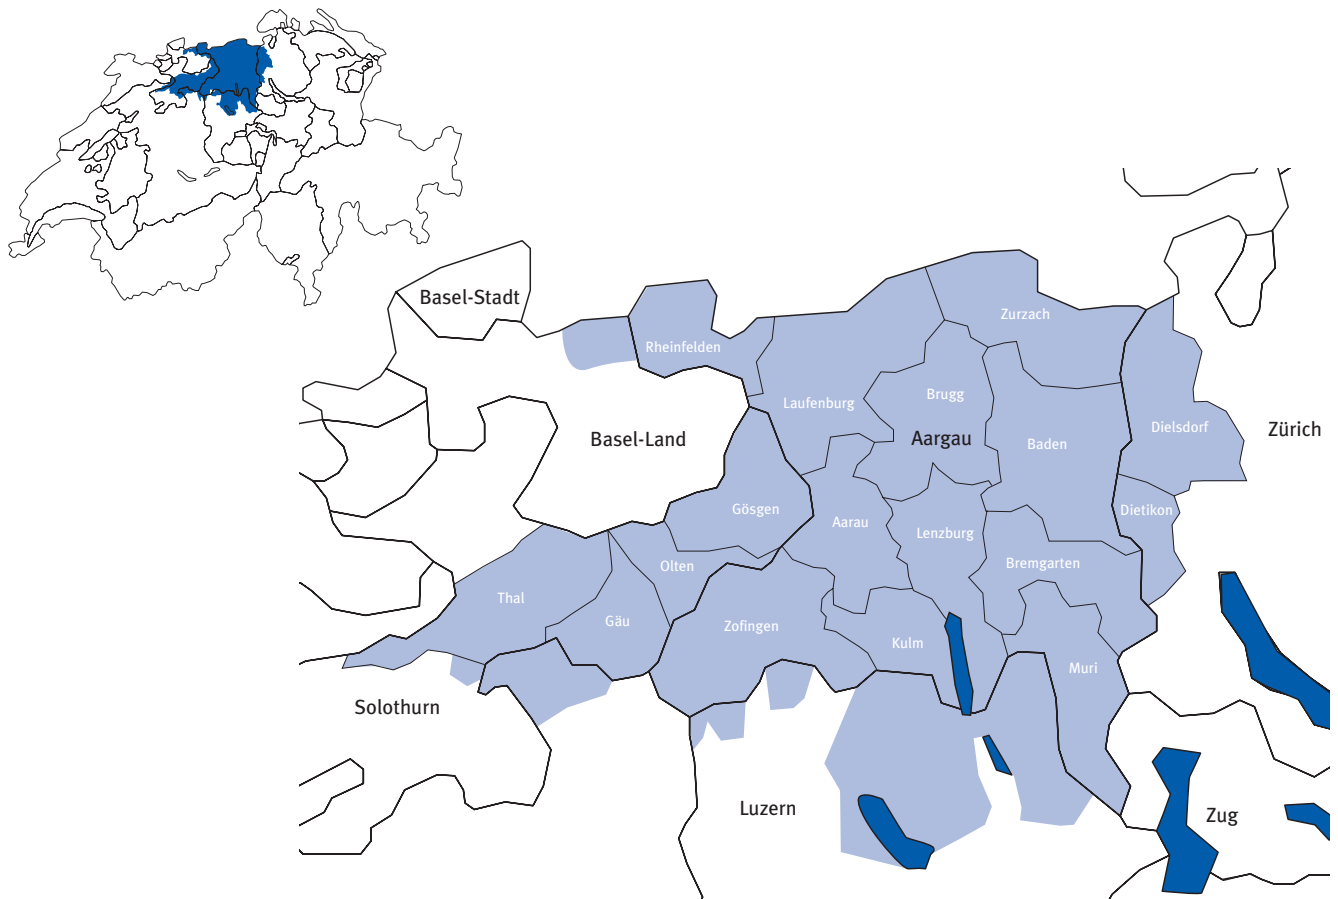 Basel-Stadt
Zurzach
Rheinfelden
Brugg
Laufenburg
Dielsdorf
Zürich
Basel-Land
Aargau
Baden
Gösgen
Dietikon
Aarau
Lenzburg
Olten
Bremgarten
Thal
Gäu
Zofingen
Kulm
Muri
Solothurn
Luzern
Zug